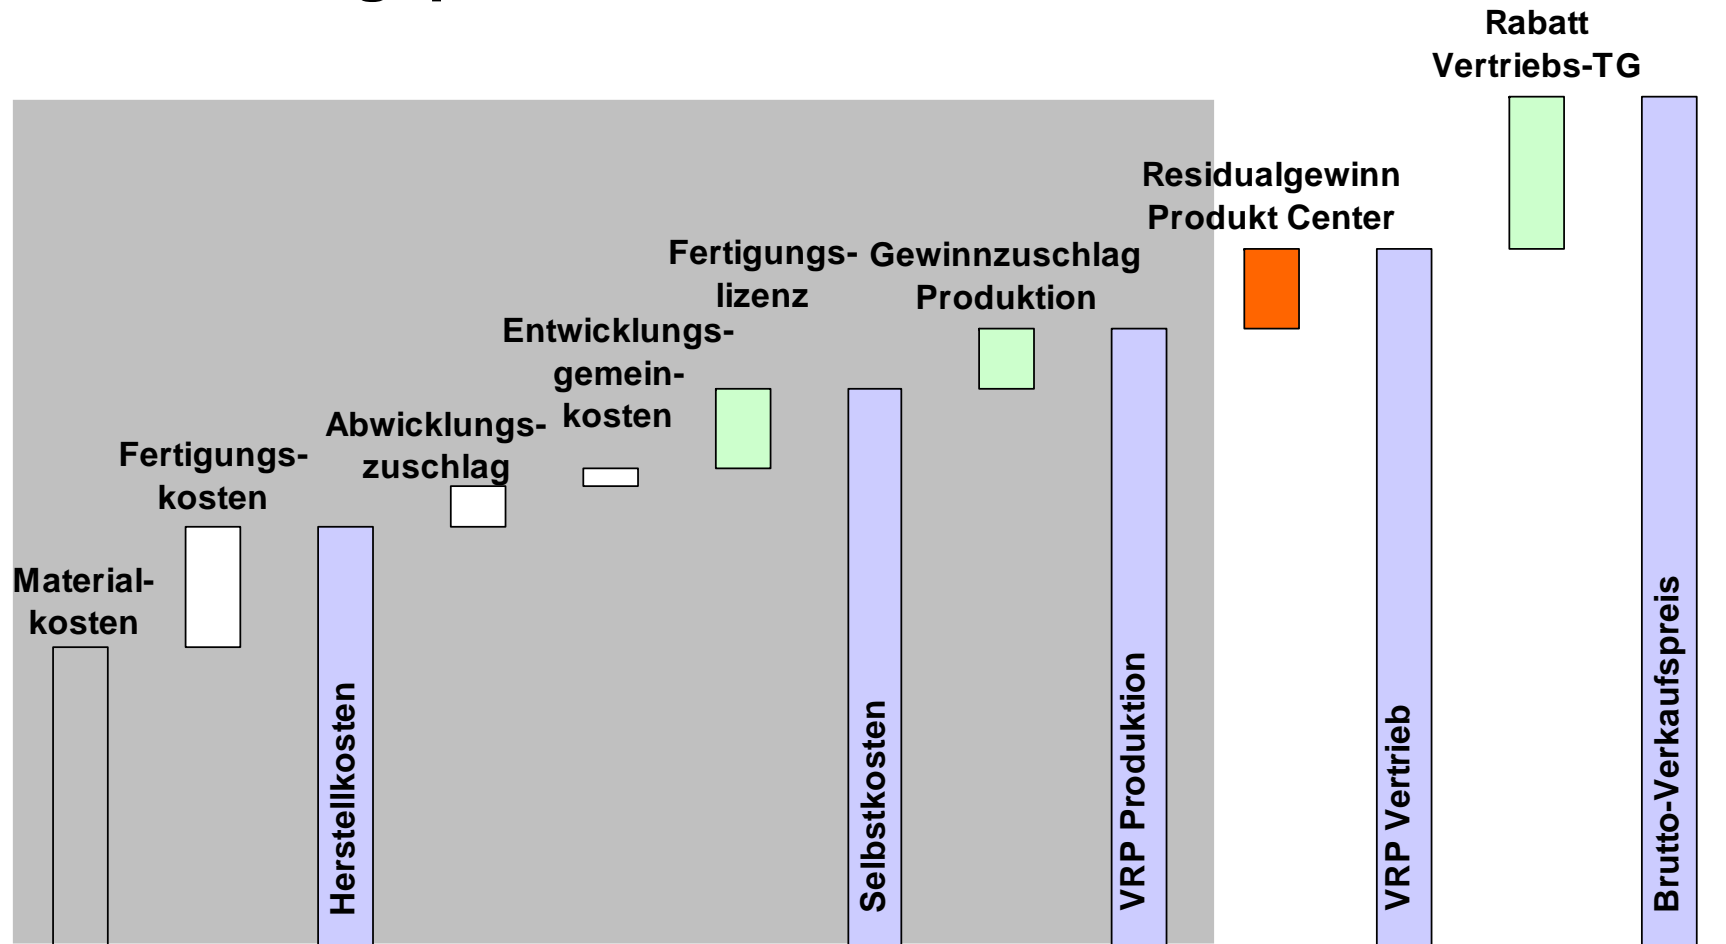 Rabatt
Vertriebs-TG
Residualgewinn
Produkt Center
Fertigungs-
lizenz
Gewinnzuschlag
Produktion
Entwicklungs-
gemein-
kosten
Abwicklungs-
zuschlag
Fertigungs-
kosten
Material-
kosten
Herstellkosten
Selbstkosten
VRP Produktion
VRP Vertrieb
Brutto-Verkaufspreis